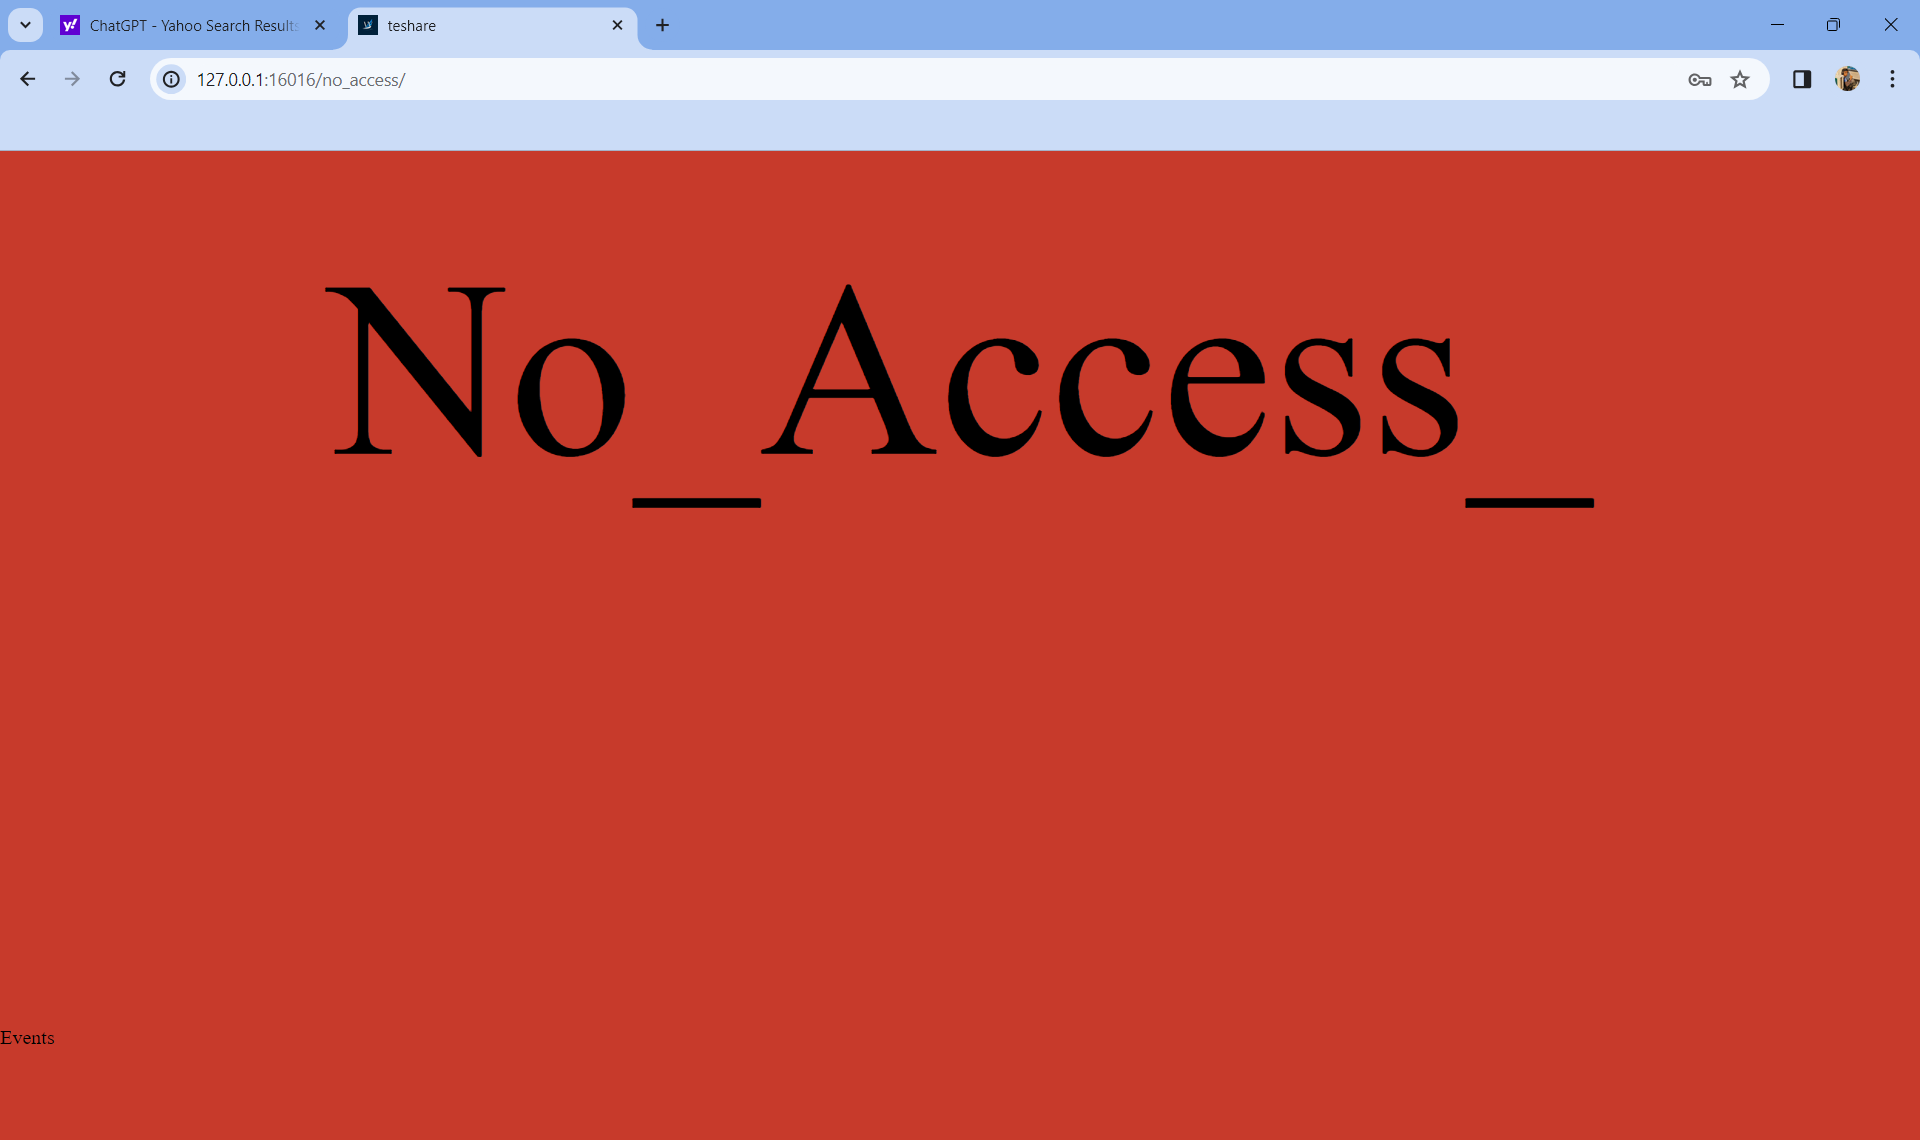 ChatGPT - Yahoo Search Results
teshare
127.0.0.1:16016/no_access/
No_Access_
Events